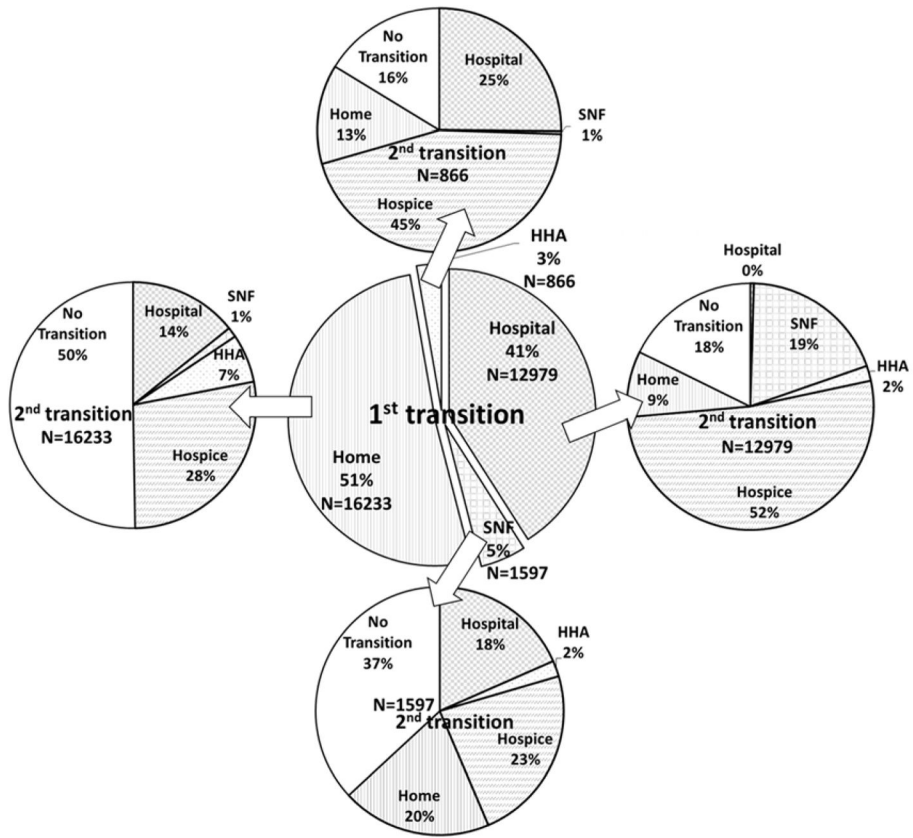 No
Transition
16%
Hospital
25%
SNF
1%
Home
13%
2nd transition
N=866
Hospice
45%
HHA
3%
N=866
Hospital
41%
N=12979
1st transition
Home
51%
N=16233
SNF
5%
N=1597
No
Transition
50%
Hospital
14%
SNF
1%
HHA
7%
2nd transition
N=16233
Hospice
28%
Hospital
0%
No
Transition
18%
SNF
19%
HHA
2%
Home
9%
2nd transition
N=12979
Hospice
52%
No
Transition
37%
Hospital
18%
HHA
2%
N=1597
2nd transition
Hospice
23%
Home
20%